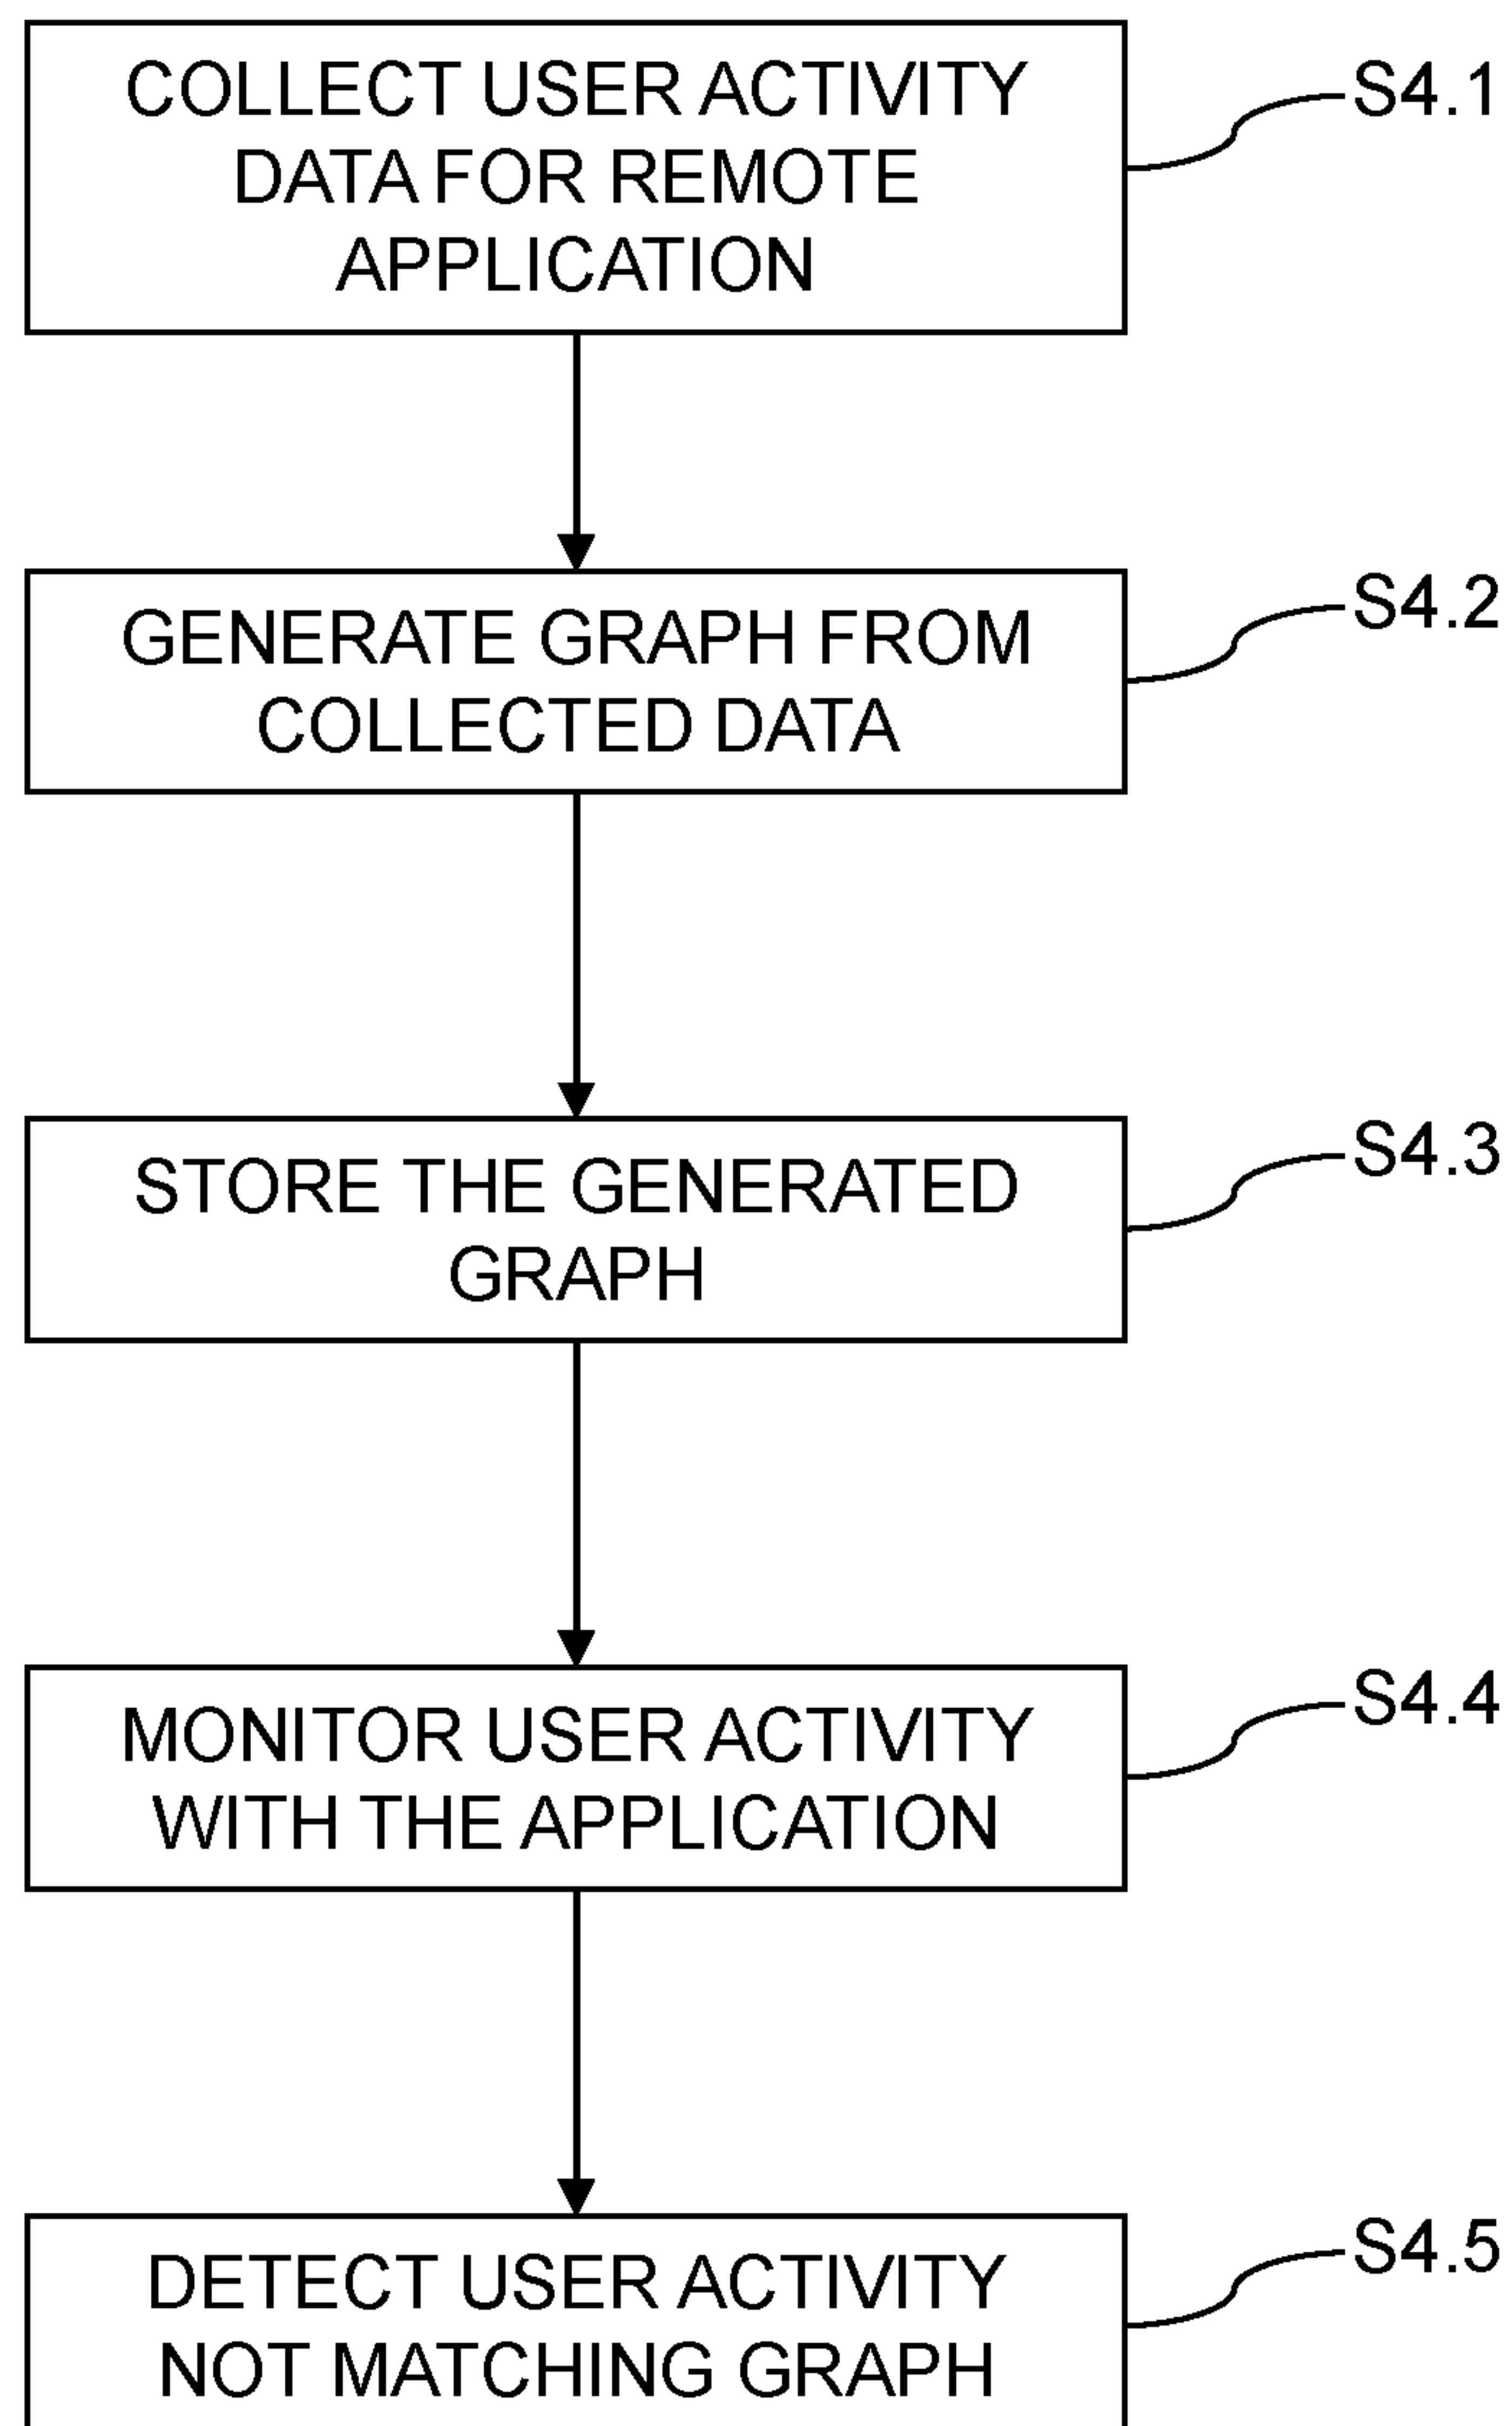 COLLECT USER ACTIVITY
DATA FOR REMOTE
APPLICATION
S4.1
GENERATE GRAPH FROM
COLLECTED DATA
S4.2
STORE THE GENERATED
GRAPH
S4.3
MONITOR USER ACTIVITY
WITH THE APPLICATION
S4.4
DETECT USER ACTIVITY
NOT MATCHING GRAPH
S4.5